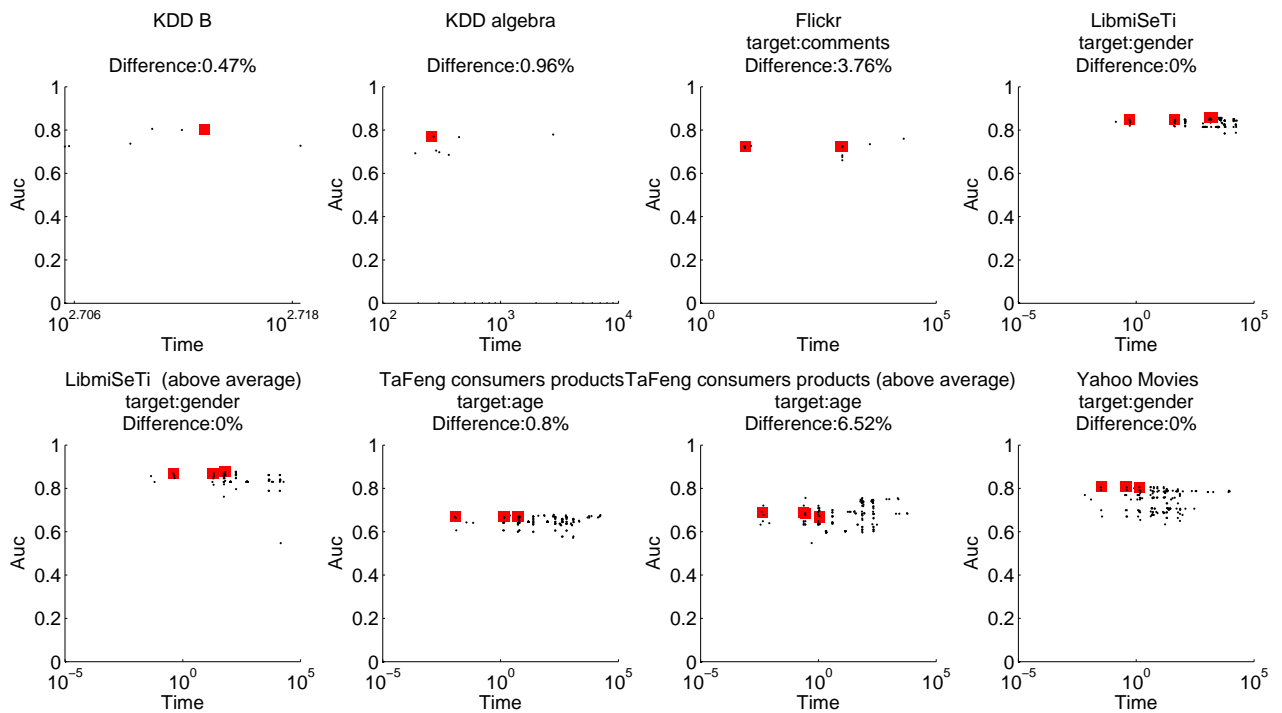 KDD B
Difference:0.47%
1
0.8
0.6
0.4
0.2
0
Auc
10^2.706
10^2.718
Time
KDD algebra
Difference:0.96%
1
0.8
0.6
0.4
0.2
0
Auc
10^2
10^3
10^4
Time
Flickr
target:comments
Difference:3.76%
1
0.8
0.6
0.4
0.2
0
Auc
10^0
10^5
Time
LibmiSeTi
target:gender
Difference:0%
1
0.8
0.6
0.4
0.2
0
Auc
10^-5
10^0
10^5
Time
LibmiSeTi (above average)
target:gender
Difference:0%
1
0.8
0.6
0.4
0.2
0
Auc
10^-5
10^0
10^5
Time
TaFeng consumers products
target:age
Difference:0.8%
1
0.8
0.6
0.4
0.2
0
Auc
10^-5
10^0
10^5
Time
TaFeng consumers products (above average)
target:age
Difference:6.52%
1
0.8
0.6
0.4
0.2
0
Auc
10^-5
10^0
10^5
Time
Yahoo Movies
target:gender
Difference:0%
1
0.8
0.6
0.4
0.2
0
Auc
10^-5
10^0
10^5
Time